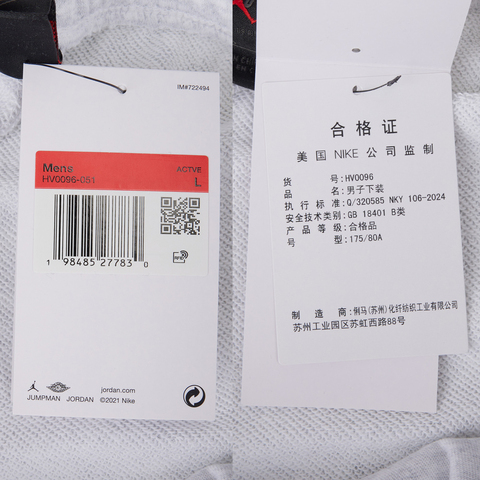 IM#722494
Men's ACTVE
HV0096-051 L
1 98485 27783 0
JUMPMAN JORDAN
jordan.com
©2021 Nike
合格证
美国 NIKE 公司监制
货号:HV0096
品名:男子下装
执行标准:Q/320585 NKY 106-2024
安全技术类别:GB 18401 B类
产品等级:合格品
型号:175/80A
制造商:俐马(苏州)化纤纺织工业有限公司
苏州工业园区苏虹西路88号